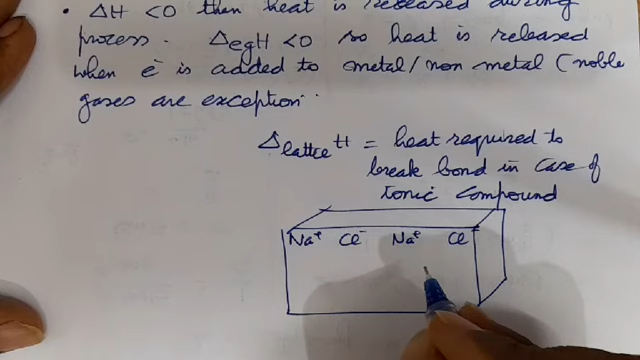 • ΔH <0 then heat is released during
process. ΔegH <0 so heat is released
when e⁻ is added to metal/non metal (noble
gases are exception.
Δlattice H = heat required to
break bond in case of
Ionic compound
Na⁺ Cl⁻ Na⁺ Cl